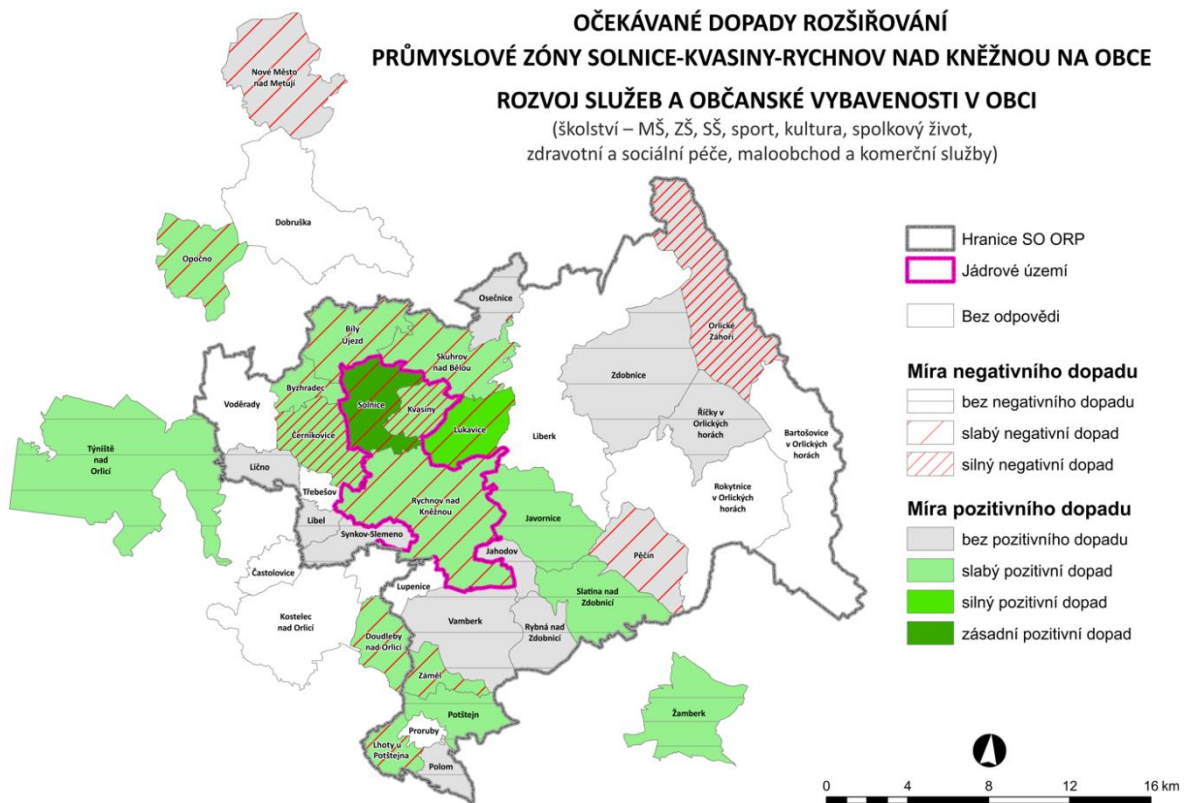 OČEKÁVANÉ DOPADY ROZŠIŘOVÁNÍ
PRŮMYSLOVÉ ZÓNY SOLNICE-KVASINY-RYCHNOV NAD KNĚŽNOU NA OBCE
ROZVOJ SLUŽEB A OBČANSKÉ VYBAVENOSTI V OBCI
(školství – MŠ, ZŠ, SŠ, sport, kultura, spolkový život,
zdravotní a sociální péče, maloobchod a komerční služby)
Nové Město
nad Metují
Dobruška
Opočno
Osečnice
Bílý
Újezd
Skuhrov
nad Bělou
Byzhradec
Solnice
Kvasiny
Voděrady
Černíkovice
Lukavice
Liberk
Zdobnice
Orlické
Záhoří
Říčky v
Orlických
horách
Bartošovice
v Orlických
horách
Rokytnice
v Orlických
horách
Týniště
nad
Orlicí
Lično
Třebešov
Libel
Synkov-Slemeno
Rychnov nad
Kněžnou
Javornice
Jahodov
Pěčín
Slatina nad
Zdobnicí
Častolovice
Lupenice
Kostelec
nad Orlicí
Vamberk
Rybná nad
Zdobnicí
Doudleby
nad Orlicí
Záměl
Potštejn
Proruby
Lhoty u
Potštejna
Polom
Žamberk
Hranice SO ORP
Jádrové území
Bez odpovědi
Míra negativního dopadu
bez negativního dopadu
slabý negativní dopad
silný negativní dopad
Míra pozitivního dopadu
bez pozitivního dopadu
slabý pozitivní dopad
silný pozitivní dopad
zásadní pozitivní dopad
0 4 8 12 16 km